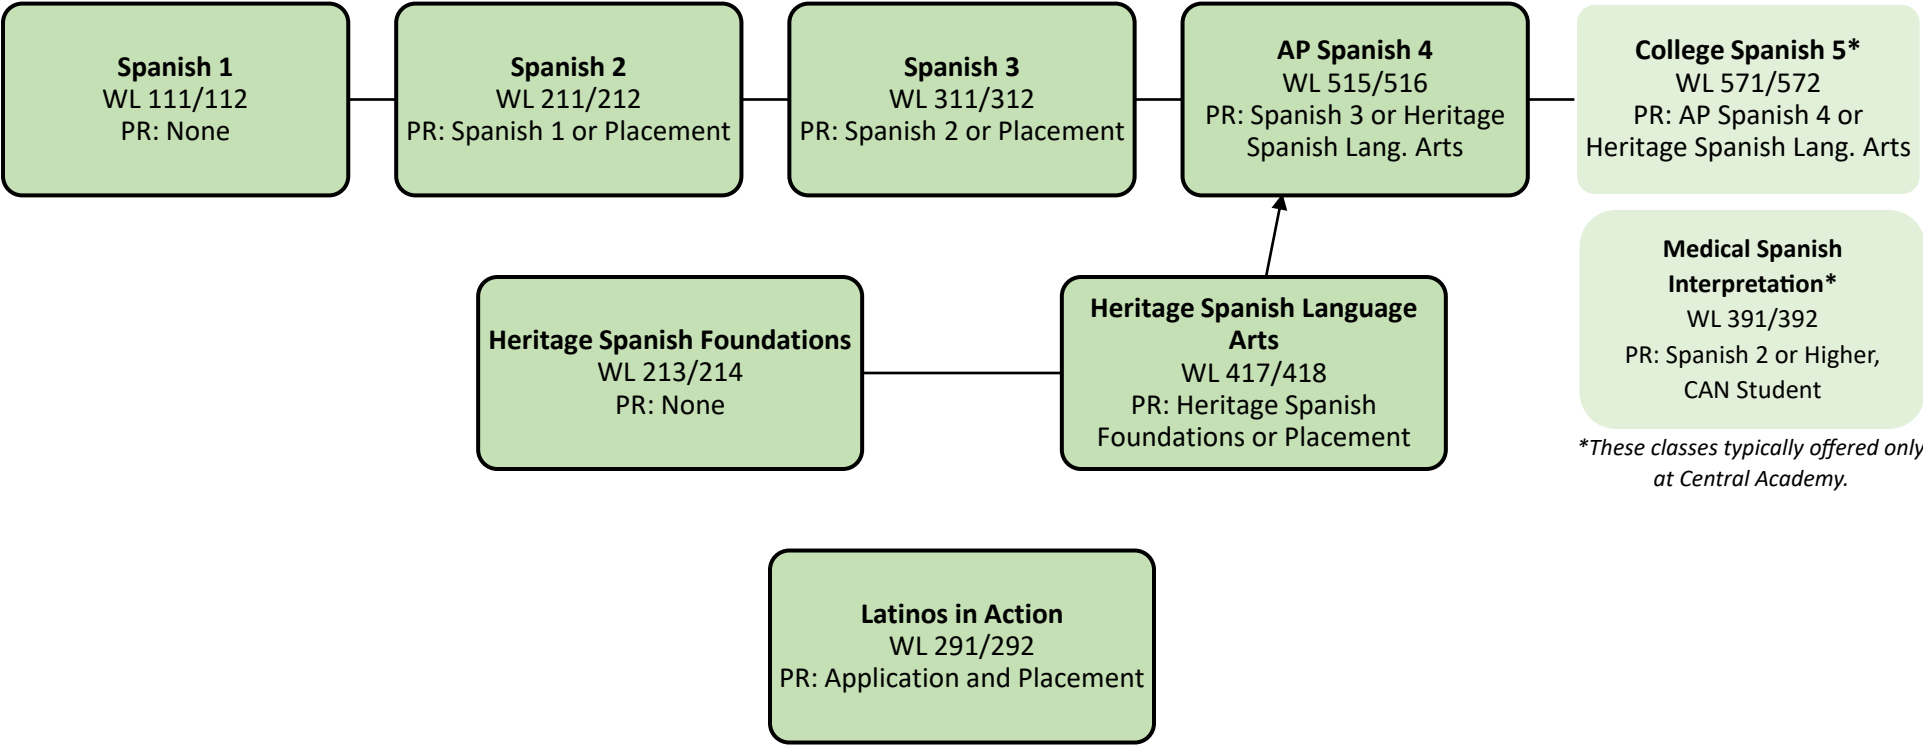 Spanish 1
WL 111/112
PR: None
Spanish 2
WL 211/212
PR: Spanish 1 or Placement
Spanish 3
WL 311/312
PR: Spanish 2 or Placement
AP Spanish 4
WL 515/516
PR: Spanish 3 or Heritage
Spanish Lang. Arts
College Spanish 5*
WL 571/572
PR: AP Spanish 4 or
Heritage Spanish Lang. Arts
Heritage Spanish Foundations
WL 213/214
PR: None
Heritage Spanish Language
Arts
WL 417/418
PR: Heritage Spanish
Foundations or Placement
Medical Spanish
Interpretation*
WL 391/392
PR: Spanish 2 or Higher,
CAN Student
*These classes typically offered only
at Central Academy.
Latinos in Action
WL 291/292
PR: Application and Placement